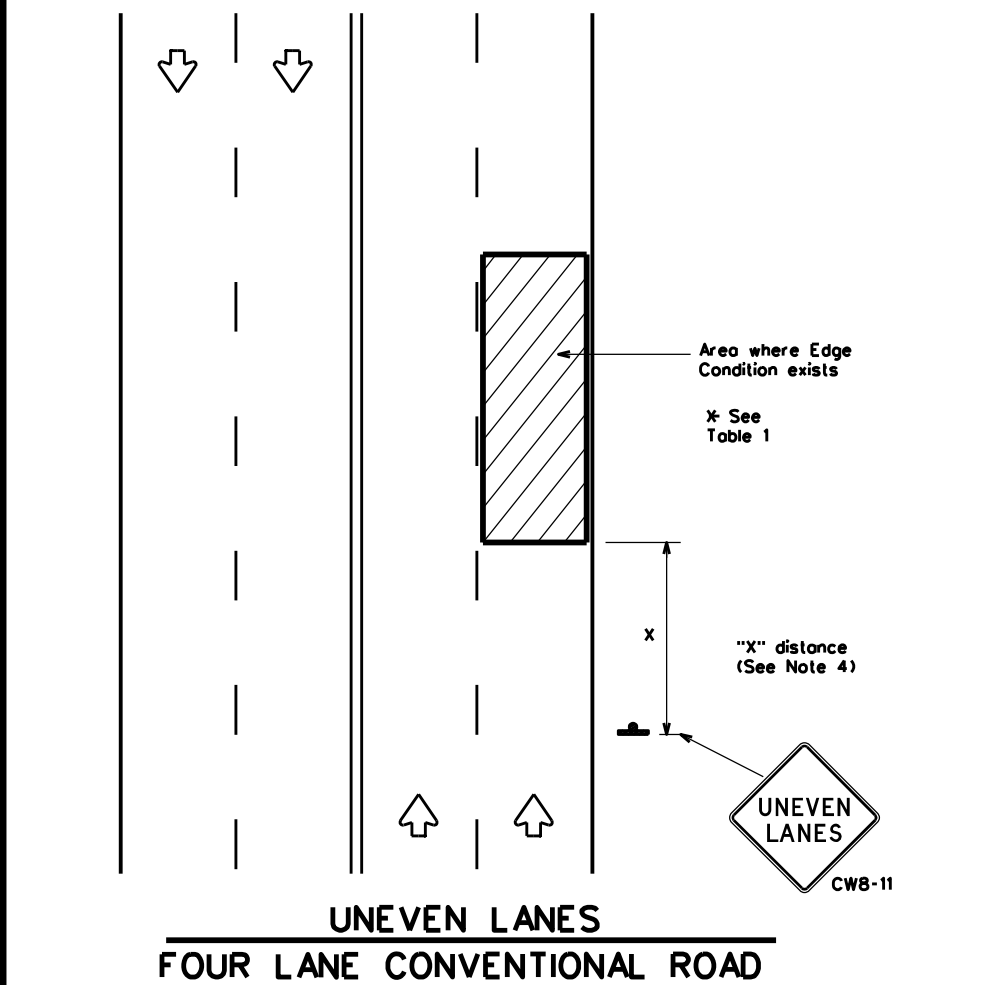 Area where Edge
Condition exists
* See
Table 1
X
"X" distance
(See Note 4)
UNEVEN
LANES
CW8-11
UNEVEN LANES
FOUR LANE CONVENTIONAL ROAD